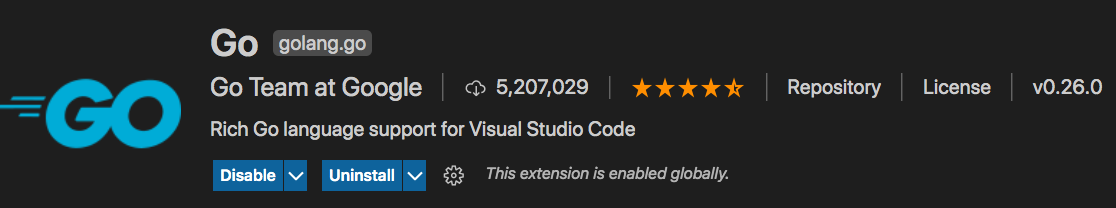 Go golang.go
Go Team at Google 5,207,029 Repository License v0.26.0
GO
Rich Go language support for Visual Studio Code
Disable Uninstall This extension is enabled globally.